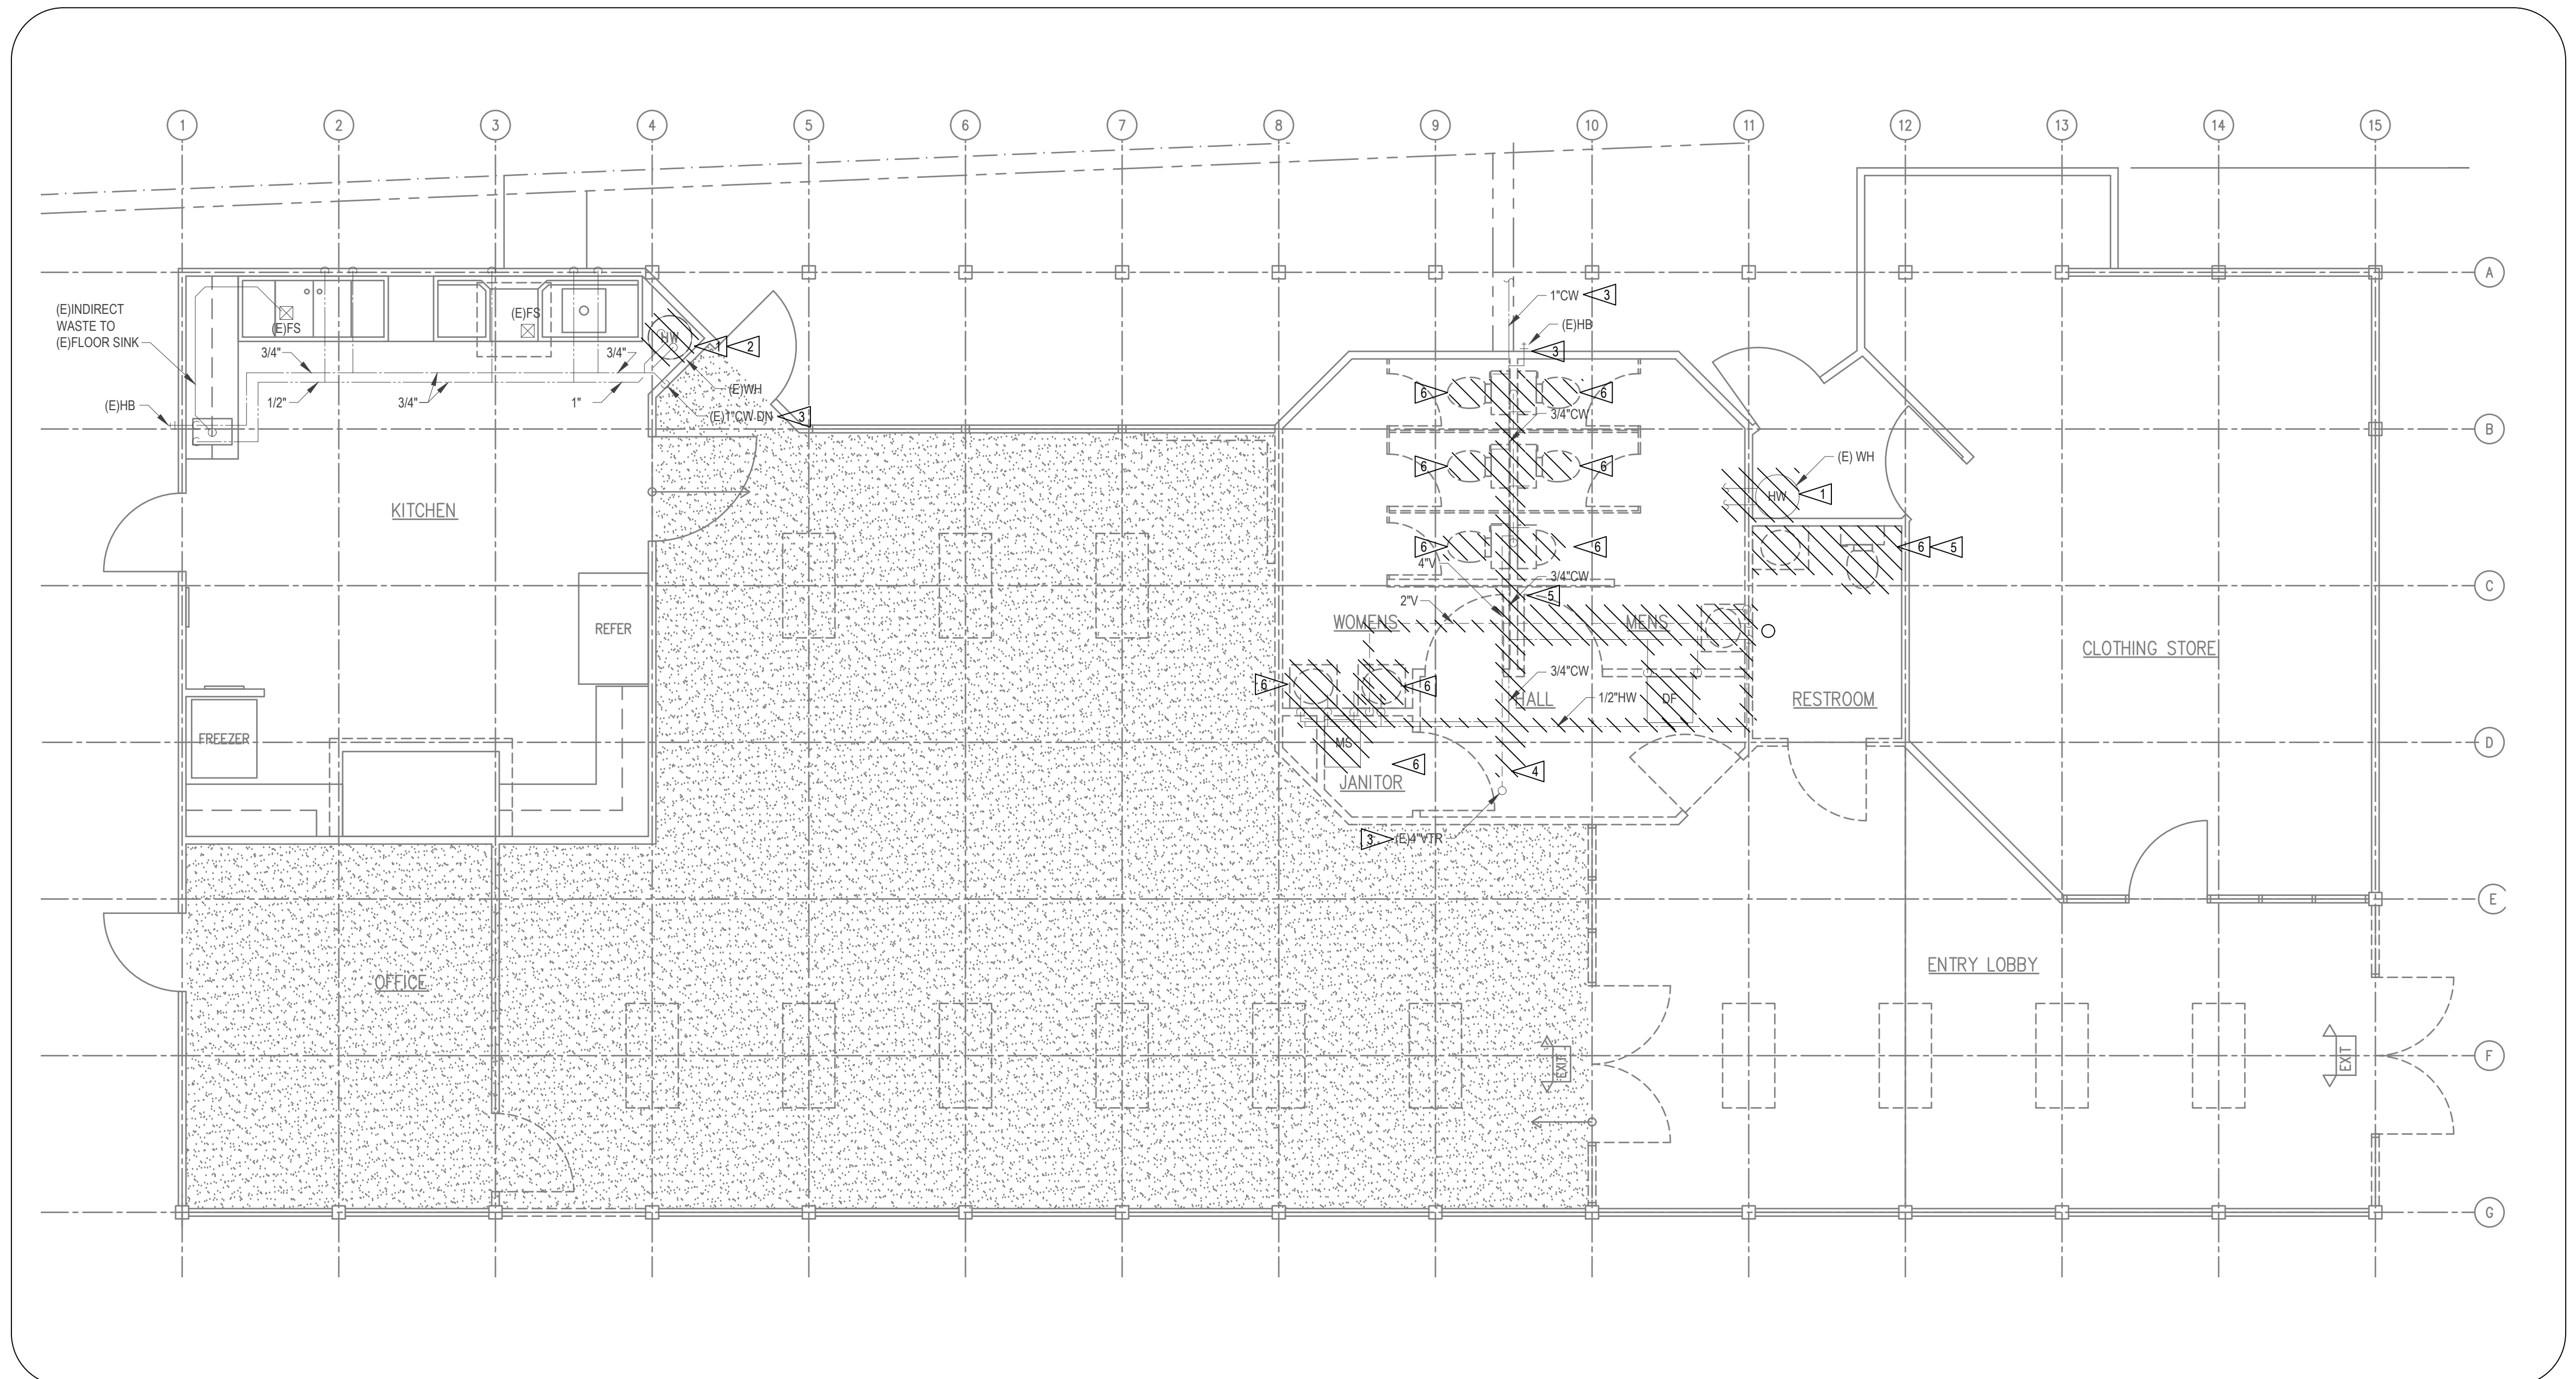 1 2 3 4 5 6 7 8 9 10 11 12 13 14 15
A
1"CW 3
(E)INDIRECT
WASTE TO
(E)FLOOR SINK
(E)FS
(E)FS
(E)HB
3
3/4"
3/4"
HW
1 2
(E)WH
6
6
1/2"
3/4"
1"
(E)HB
(E)1"CW DN 3
3/4"CW
B
6
6
(E) WH
HW
1
KITCHEN
6
6
6 5
4"V
3/4"CW
C
5
2"V
REFER
WOMENS
MENS
CLOTHING STORE
3/4"CW
6
6
HALL
1/2"HW
DF
RESTROOM
FREEZER
MS
D
6
4
JANITOR
3
(E)4"VTR
E
ENTRY LOBBY
OFFICE
EXIT
EXIT
F
G